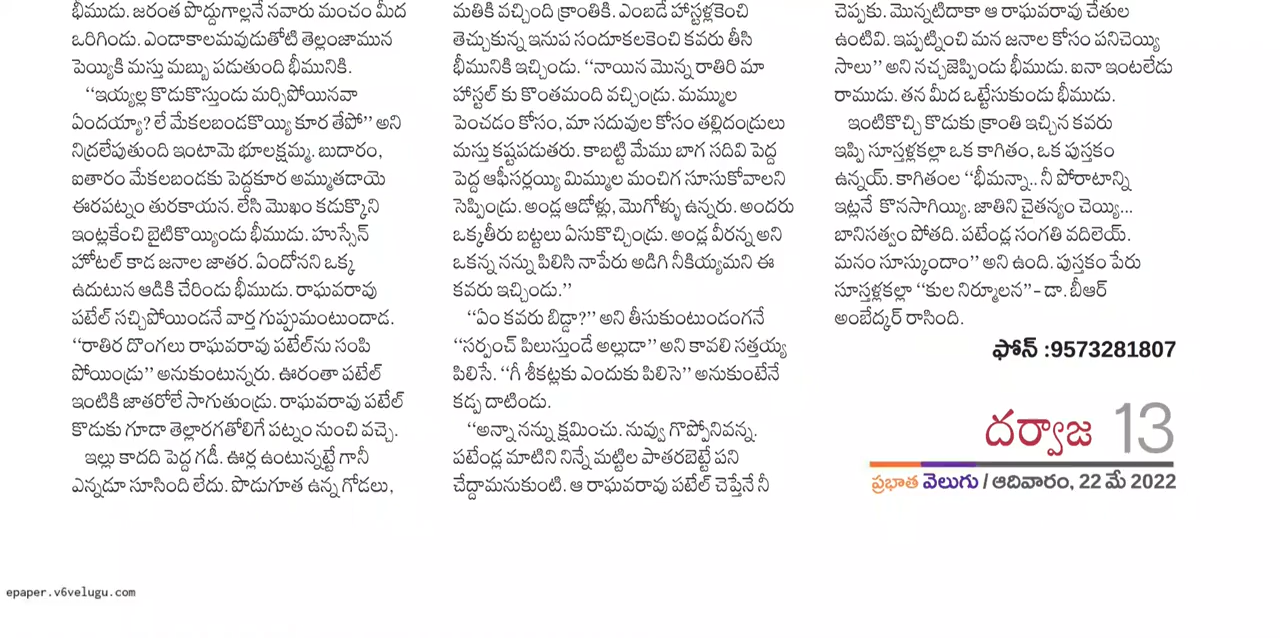 భీముడు. జరంత పొద్దుగాల్లనే నవారు మంచం మీద
ఒరిగిండు. ఎండాకాలమవుడుతోటి తెల్లంజామున
పెయ్యికి మస్తు మబ్బు పడుతుంది భీమునికి.
“ఇయ్యల్ల కొడుకొస్తుండు మర్సిపోయినవా
ఏందయ్యా? లే మేకలబండకొయ్యి కూర తేపో” అని
నిద్రలేపుతుంది ఇంటామె భూలక్షమ్మ. బుదారం,
ఐతారం మేకలబండకు పెద్దకూర అమ్ముతడాయె
ఈరపట్నం తురకాయన. లేసి మొఖం కడుక్కొని
ఇంట్లకేంచి బైటికొయ్యిండు భీముడు. హుస్సేన్
హోటల్ కాడ జనాల జాతర. ఏందోనని ఒక్క
ఉదుటున ఆడికి చేరిండు భీముడు. రాఘవరావు
పటేల్ సచ్చిపోయిండనే వార్త గుప్పుమంటుందాడ.
“రాతిర దొంగలు రాఘవరావు పటేల్‌ను సంపి
పోయిండ్రు” అనుకుంటున్నరు. ఊరంతా పటేల్
ఇంటికి జాతరోలే సాగుతుండ్రు. రాఘవరావు పటేల్
కొడుకు గూడా తెల్లారగతోలిగే పట్నం నుంచి వచ్చె.
ఇల్లు కాదది పెద్ద గడీ. ఊర్ల ఉంటున్నట్టే గానీ
ఎన్నడూ సూసింది లేదు. పొడుగూత ఉన్న గోడలు,
మతికి వచ్చింది క్రాంతికి. ఎంబడే హాస్టళ్లకెంచి
తెచ్చుకున్న ఇనుప సందూకలకెంచి కవరు తీసి
భీమునికి ఇచ్చిండు. “నాయిన మొన్న రాతిరి మా
హాస్టల్ కు కొంతమంది వచ్చిండ్రు. మమ్ముల
పెంచడం కోసం, మా సదువుల కోసం తల్లిదండ్రులు
మస్తు కష్టపడుతరు. కాబట్టి మేము బాగ సదివి పెద్ద
పెద్ద ఆఫీసర్లయ్యి మిమ్ముల మంచిగ సూసుకోవాలని
సెప్పిండ్రు. అండ్ల ఆడోళ్లు, మొగోళ్ళు ఉన్నరు. అందరు
ఒక్కతీరు బట్టలు ఏసుకొచ్చిండ్రు. అండ్ల వీరన్న అని
ఒకన్న నన్ను పిలిసి నాపేరు అడిగి నీకియ్యమని ఈ
కవరు ఇచ్చిండు.”
“ఏం కవరు బిడ్డా?” అని తీసుకుంటుండంగనే
“సర్పంచ్ పిలుస్తుండే అల్లుడా” అని కావలి సత్తయ్య
పిలిసే. “గీ శీకట్లకు ఎందుకు పిలిసె” అనుకుంటేనే
కడ్ప దాటిండు.
“అన్నా నన్ను క్షమించు. నువ్వు గొప్పోనివన్న.
పటేండ్ల మాటిని నిన్నే మట్టిల పాతరబెట్టే పని
చేద్దామనుకుంటి. ఆ రాఘవరావు పటేల్ చెప్తేనే నీ
చెప్పకు. మొన్నటిదాకా ఆ రాఘవరావు చేతుల
ఉంటివి. ఇప్పట్నించి మన జనాల కోసం పనిచెయ్యి
సాలు” అని నచ్చజెప్పిండు భీముడు. ఐనా ఇంటలేడు
రాముడు. తన మీద ఒట్టేసుకుండు భీముడు.
ఇంటికొచ్చి కొడుకు క్రాంతి ఇచ్చిన కవరు
ఇప్పి సూస్తళ్లకల్లా ఒక కాగితం, ఒక పుస్తకం
ఉన్నయ్. కాగితంల “భీమన్నా.. నీ పోరాటాన్ని
ఇట్లనే కొనసాగియ్యి. జాతిని చైతన్యం చెయ్యి...
బానిసత్వం పోతది. పటేండ్ల సంగతి వదిలెయ్.
మనం సూస్కుందాం” అని ఉంది. పుస్తకం పేరు
సూస్తళ్లకల్లా “కుల నిర్మూలన”– డా. బీఆర్
అంబేద్కర్ రాసింది.
ఫోన్ :9573281807
దర్వాజ 13
ప్రభాత వెలుగు / ఆదివారం, 22 మే 2022
epaper.v6velugu.com